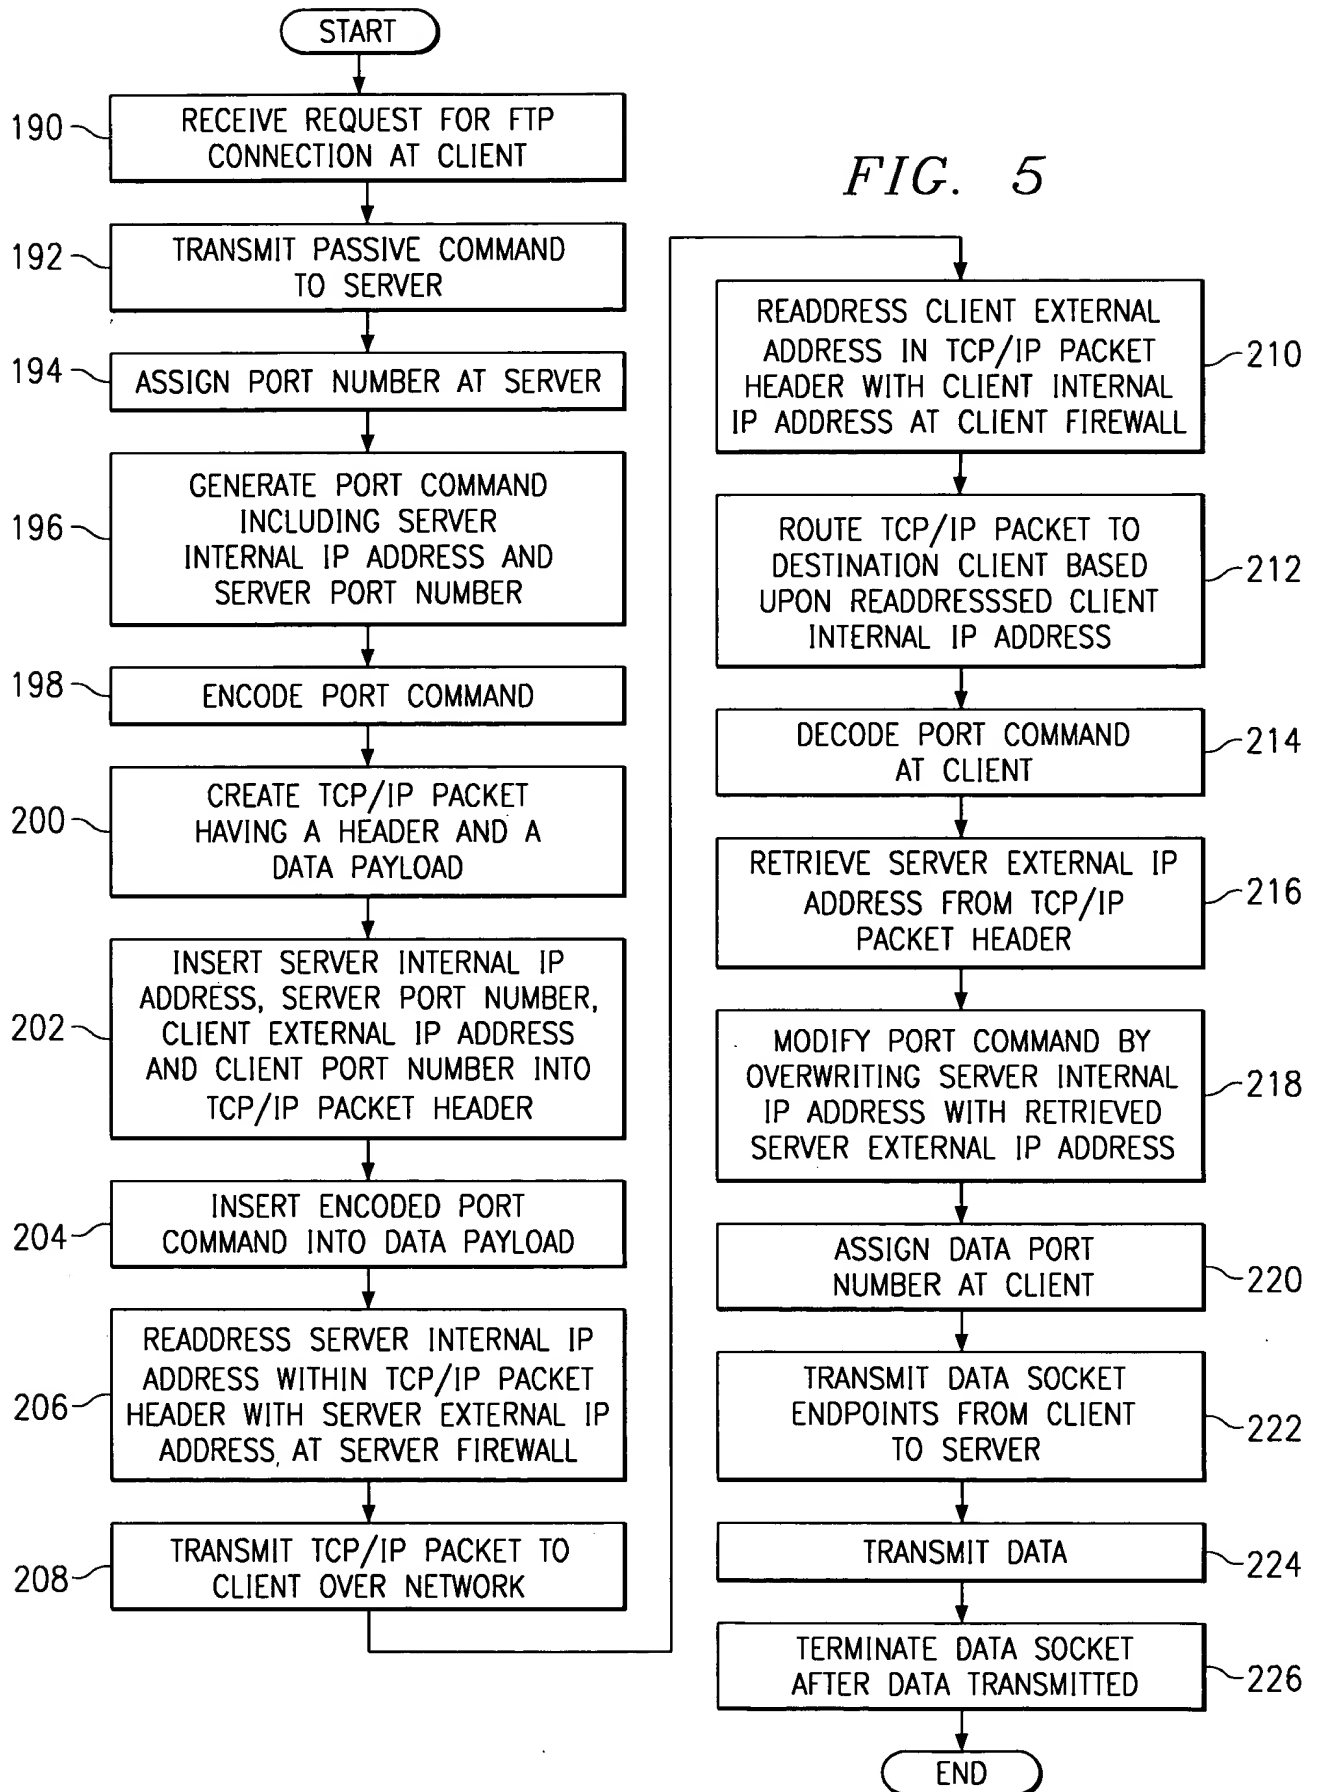 START
190
RECEIVE REQUEST FOR FTP
CONNECTION AT CLIENT
192
TRANSMIT PASSIVE COMMAND
TO SERVER
194
ASSIGN PORT NUMBER AT SERVER
196
GENERATE PORT COMMAND
INCLUDING SERVER
INTERNAL IP ADDRESS AND
SERVER PORT NUMBER
198
ENCODE PORT COMMAND
200
CREATE TCP/IP PACKET
HAVING A HEADER AND A
DATA PAYLOAD
202
INSERT SERVER INTERNAL IP
ADDRESS, SERVER PORT NUMBER,
CLIENT EXTERNAL IP ADDRESS
AND CLIENT PORT NUMBER INTO
TCP/IP PACKET HEADER
204
INSERT ENCODED PORT
COMMAND INTO DATA PAYLOAD
206
READDRESS SERVER INTERNAL IP
ADDRESS WITHIN TCP/IP PACKET
HEADER WITH SERVER EXTERNAL IP
ADDRESS, AT SERVER FIREWALL
208
TRANSMIT TCP/IP PACKET TO
CLIENT OVER NETWORK
FIG. 5
READDRESS CLIENT EXTERNAL
ADDRESS IN TCP/IP PACKET
HEADER WITH CLIENT INTERNAL
IP ADDRESS AT CLIENT FIREWALL
210
ROUTE TCP/IP PACKET TO
DESTINATION CLIENT BASED
UPON READDRESSSED CLIENT
INTERNAL IP ADDRESS
212
DECODE PORT COMMAND
AT CLIENT
214
RETRIEVE SERVER EXTERNAL IP
ADDRESS FROM TCP/IP
PACKET HEADER
216
MODIFY PORT COMMAND BY
OVERWRITING SERVER INTERNAL
IP ADDRESS WITH RETRIEVED
SERVER EXTERNAL IP ADDRESS
218
ASSIGN DATA PORT
NUMBER AT CLIENT
220
TRANSMIT DATA SOCKET
ENDPOINTS FROM CLIENT
TO SERVER
222
TRANSMIT DATA
224
TERMINATE DATA SOCKET
AFTER DATA TRANSMITTED
226
END